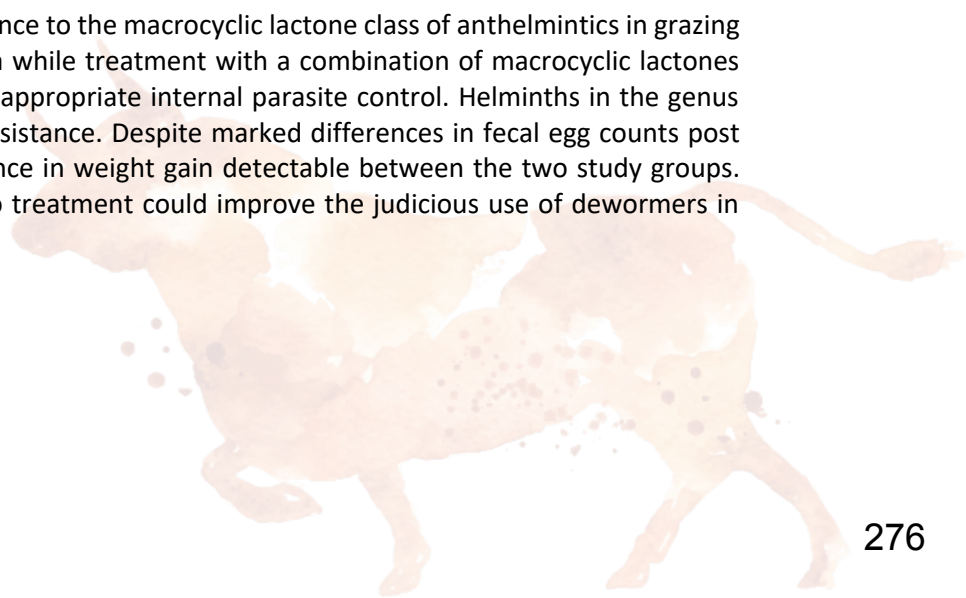 nce to the macrocyclic lactone class of anthelmintics in grazing
while treatment with a combination of macrocyclic lactones
appropriate internal parasite control. Helminths in the genus
sistance. Despite marked differences in fecal egg counts post
nce in weight gain detectable between the two study groups.
o treatment could improve the judicious use of dewormers in
276